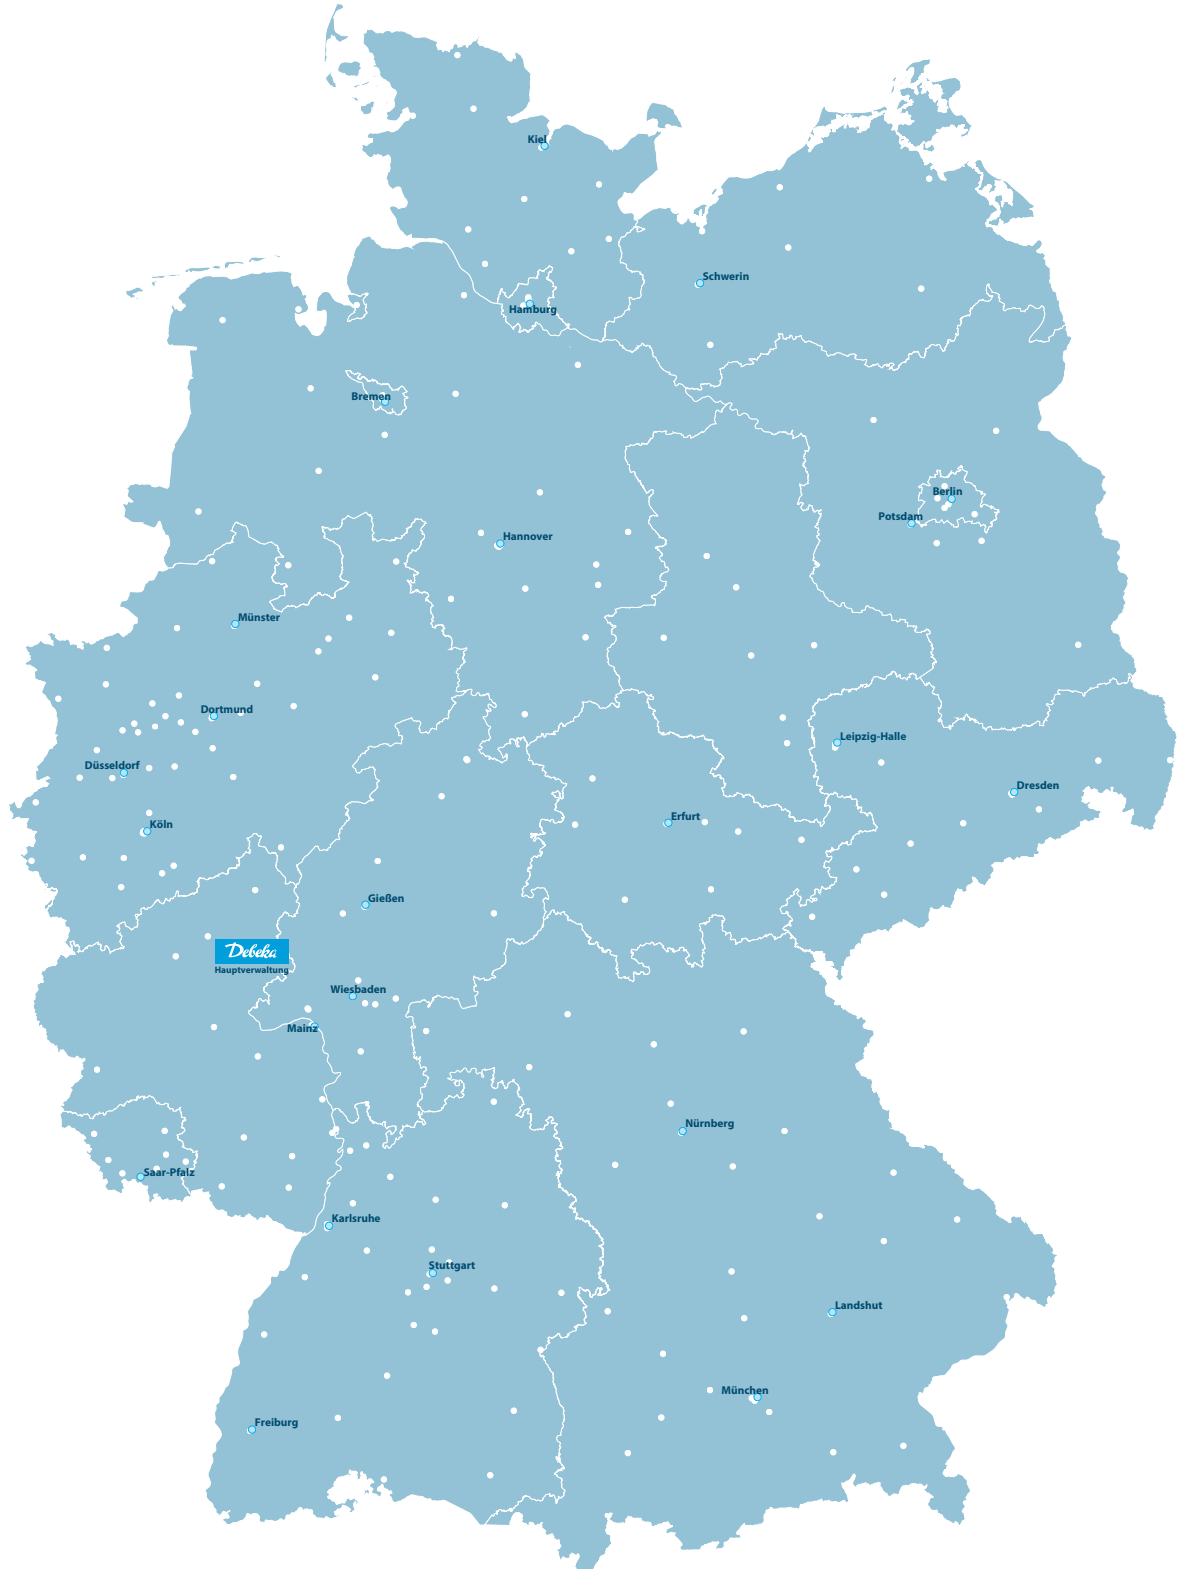 Kiel
Schwerin
Hamburg
Bremen
Berlin
Potsdam
Hannover
Münster
Dortmund
Leipzig-Halle
Düsseldorf
Dresden
Köln
Erfurt
Gießen
Debeka
Hauptverwaltung
Wiesbaden
Mainz
Nürnberg
Saar-Pfalz
Karlsruhe
Stuttgart
Landshut
München
Freiburg